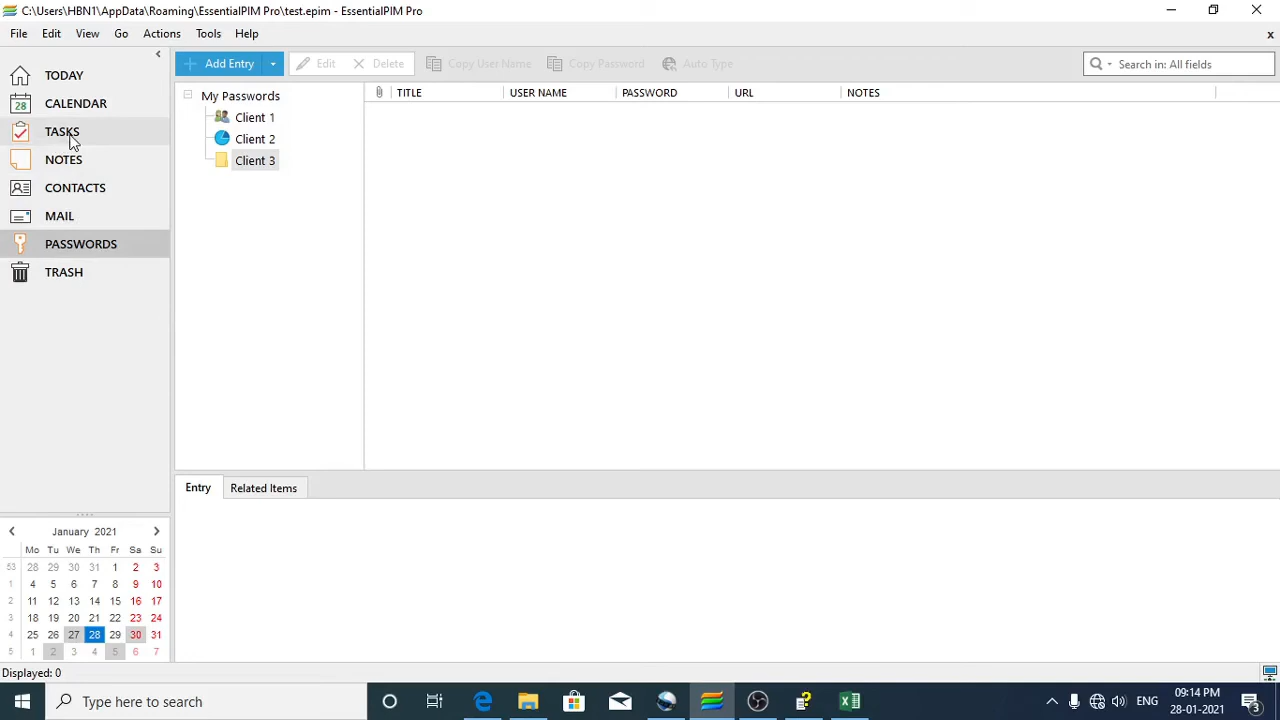 C:\Users\HBN1\AppData\Roaming\EssentialPIM Pro\test.epim - EssentialPIM Pro
File Edit View Go Actions Tools Help x
TODAY
CALENDAR
28
TASKS
NOTES
CONTACTS
MAIL
PASSWORDS
TRASH
Add Entry Edit Delete Copy User Name Copy Password Auto Type Search in: All fields
My Passwords
Client 1
Client 2
Client 3
TITLE USER NAME PASSWORD URL NOTES
Entry Related Items
January 2021
Mo Tu We Th Fr Sa Su
53 28 29 30 31 1 2 3
1 4 5 6 7 8 9 10
2 11 12 13 14 15 16 17
3 18 19 20 21 22 23 24
4 25 26 27 28 29 30 31
5 1 2 3 4 5 6 7
Displayed: 0
Type here to search
ENG
09:14 PM
28-01-2021
3